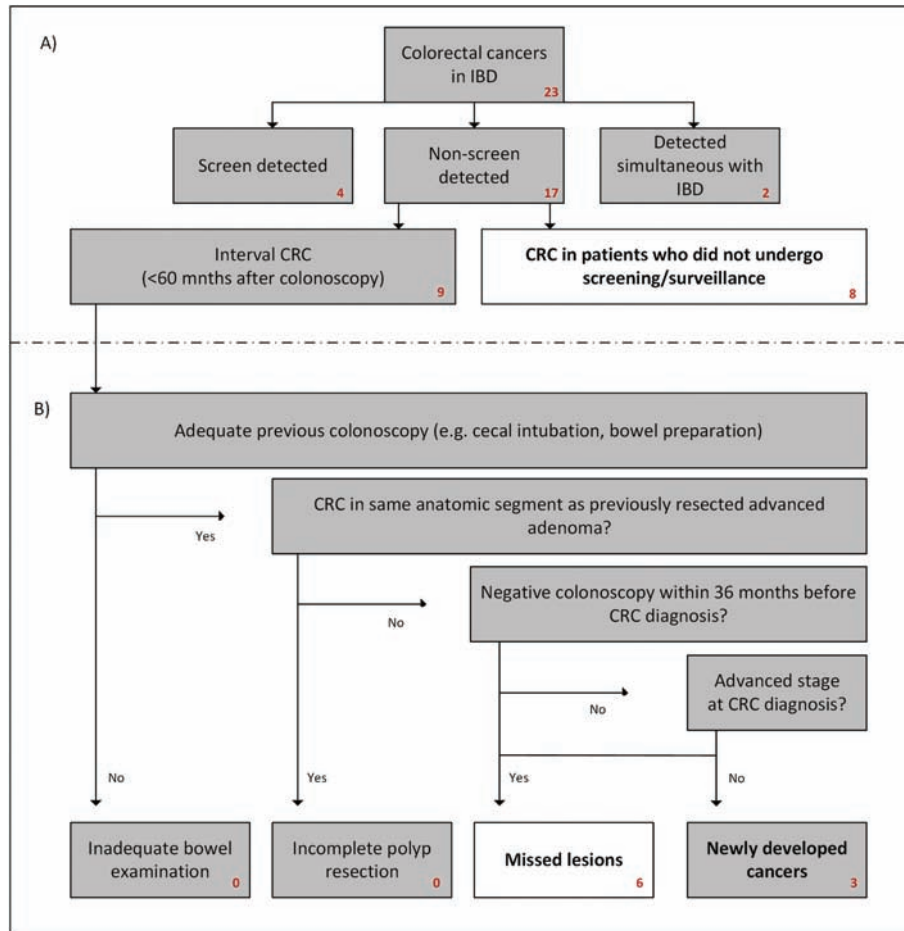 A)
Colorectal cancers
in IBD
23
Screen detected
4
Non-screen
detected
17
Detected
simultaneous with
IBD
2
Interval CRC
(<60 mnths after colonoscopy)
9
CRC in patients who did not undergo
screening/surveillance
8
B)
Adequate previous colonoscopy (e.g. cecal intubation, bowel preparation)
Yes
CRC in same anatomic segment as previously resected advanced
adenoma?
No
Negative colonoscopy within 36 months before
CRC diagnosis?
No
Advanced stage
at CRC diagnosis?
No
Yes
Yes
No
Inadequate bowel
examination
0
Incomplete polyp
resection
0
Missed lesions
6
Newly developed
cancers
3